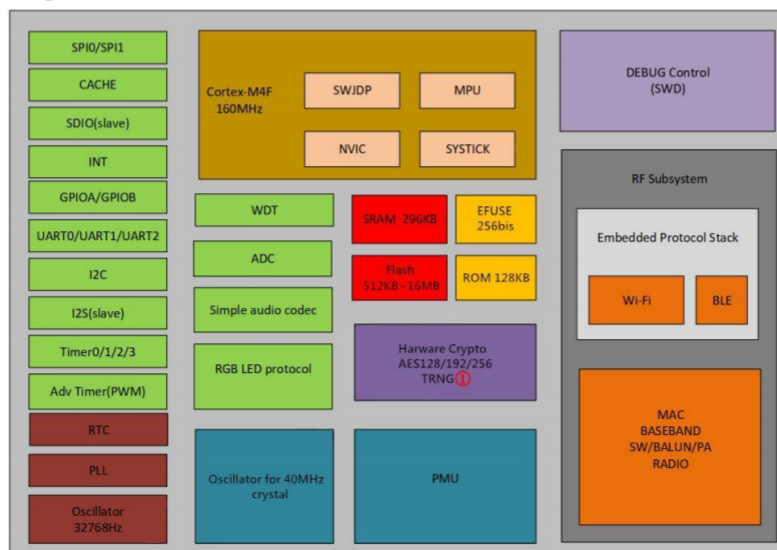 SPI0/SPI1
CACHE
SDIO(slave)
INT
GPIOA/GPIOB
UART0/UART1/UART2
I2C
I2S(slave)
Timer0/1/2/3
Adv Timer(PWM)
RTC
PLL
Oscillator
32768Hz
Cortex-M4F
160MHz
SWJDP
MPU
NVIC
SYSTICK
WDT
ADC
Simple audio codec
RGB LED protocol
SRAM 296KB
EFUSE
256bis
Flash
512KB~16MB
ROM 128KB
Harware Crypto
AES128/192/256
TRNG①
Oscillator for 40MHz
crystal
PMU
DEBUG Control
(SWD)
RF Subsystem
Embedded Protocol Stack
Wi-Fi
BLE
MAC
BASEBAND
SW/BALUN/PA
RADIO